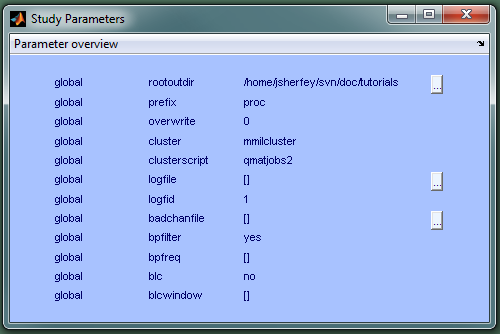 Study Parameters
Parameter overview
global rootoutdir /home/jsherfey/svn/doc/tutorials ...
global prefix proc
global overwrite 0
global cluster mmilcluster
global clusterscript qmatjobs2
global logfile [] ...
global logfid 1
global badchanfile [] ...
global bpfilter yes
global bpfreq []
global blc no
global blcwindow []